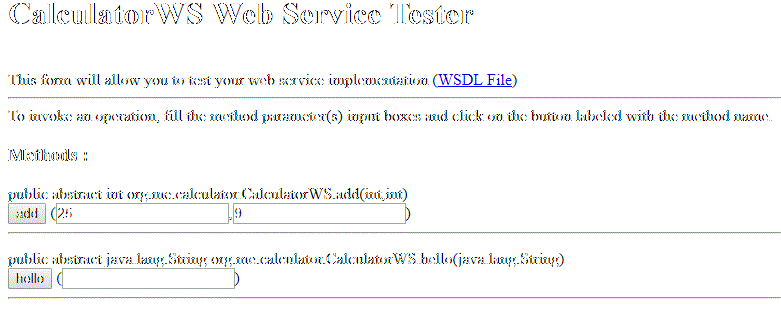 CalculatorWS Web Service Tester
This form will allow you to test your web service implementation (WSDL File)
To invoke an operation, fill the method parameter(s) input boxes and click on the button labeled with the method name.
Methods :
public abstract int org.me.calculator.CalculatorWS.add(int,int)
add (26,9)
public abstract java.lang.String org.me.calculator.CalculatorWS.hello(java.lang.String)
hello ()